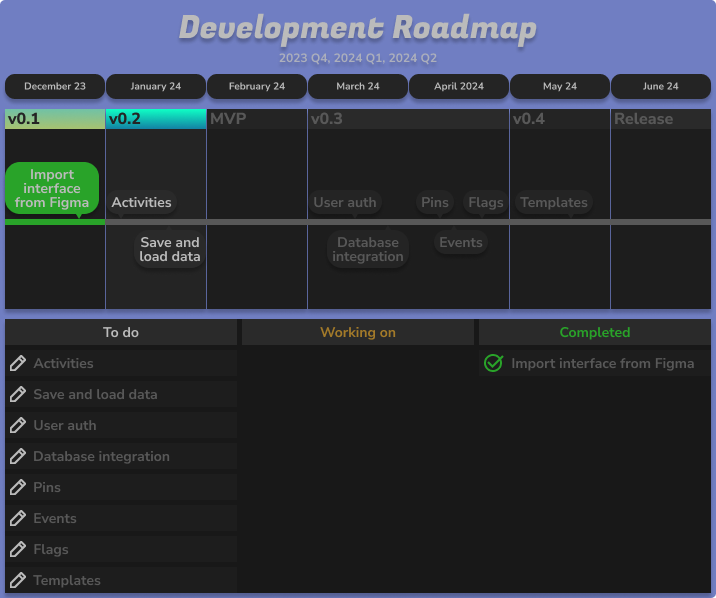 Development Roadmap
2023 Q4, 2024 Q1, 2024 Q2
December 23
January 24
February 24
March 24
April 2024
May 24
June 24
v0.1
v0.2
MVP
v0.3
v0.4
Release
Import
interface
from Figma
Activities
User auth
Pins
Flags
Templates
Save and
load data
Database
integration
Events
To do
Working on
Completed
Activities
Import interface from Figma
Save and load data
User auth
Database integration
Pins
Events
Flags
Templates